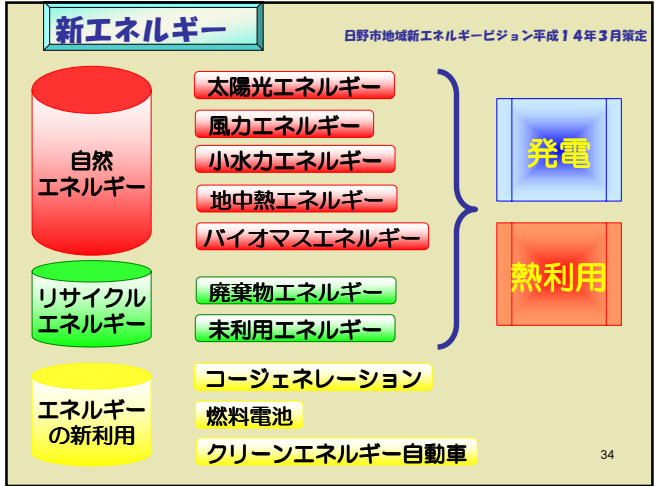 新エネルギー
日野市地域新エネルギービジョン平成14年3月策定
自然
エネルギー
太陽光エネルギー
風力エネルギー
小水力エネルギー
地中熱エネルギー
バイオマスエネルギー
リサイクル
エネルギー
廃棄物エネルギー
未利用エネルギー
発電
熱利用
エネルギー
の新利用
コージェネレーション
燃料電池
クリーンエネルギー自動車
34